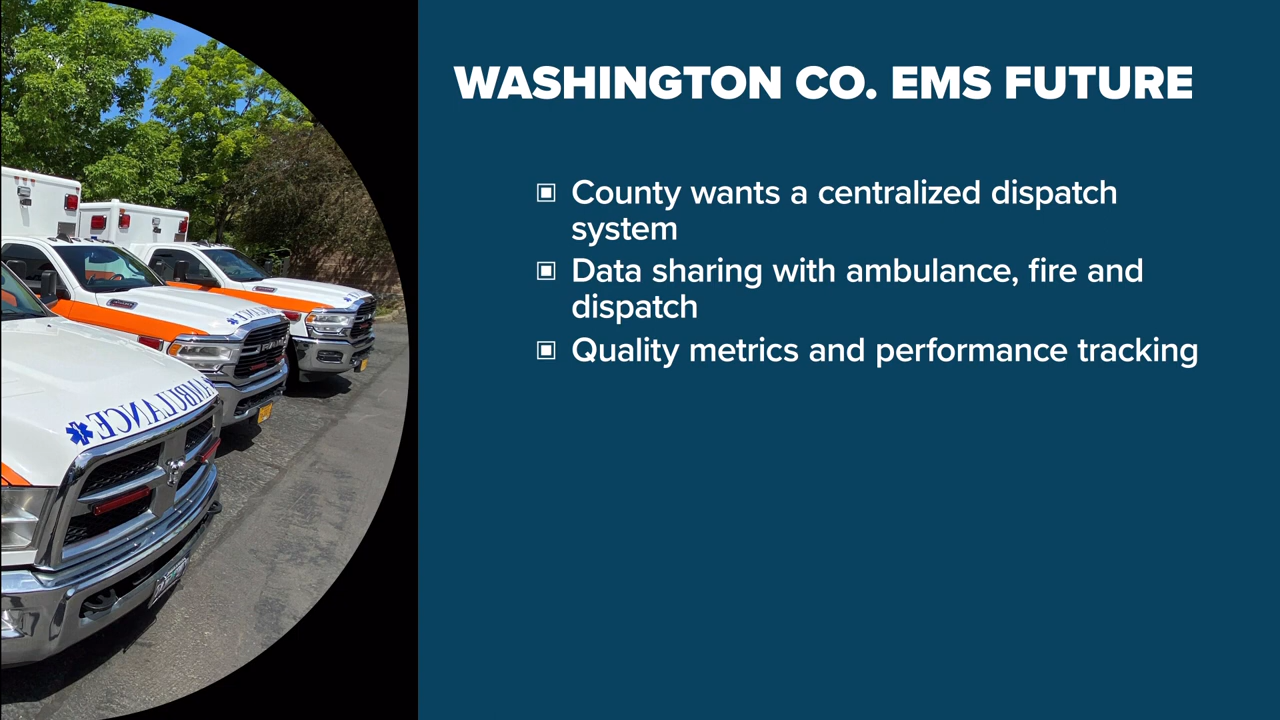 WASHINGTON CO. EMS FUTURE
County wants a centralized dispatch
system
Data sharing with ambulance, fire and
dispatch
Quality metrics and performance tracking
AMBULANCE